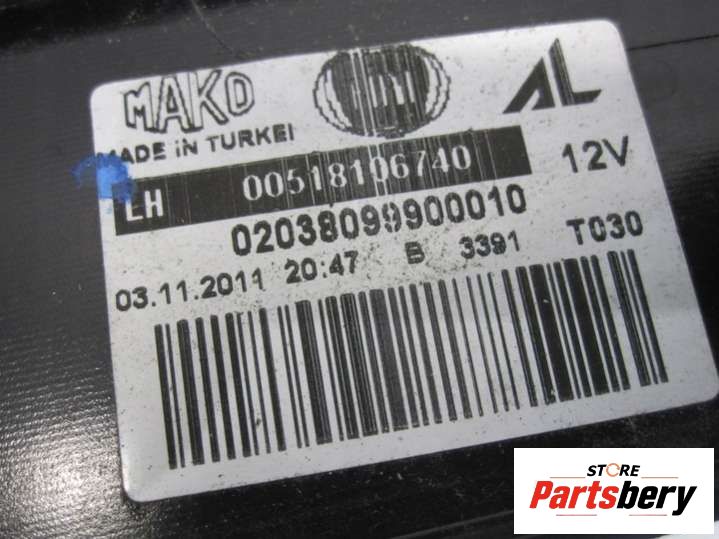 MAKO
AL
MADE iN TURKEI
LH 00518106740 12V
02038099900010
03.11.2011 20:47 B 3391 T030
STORE
Partsbery